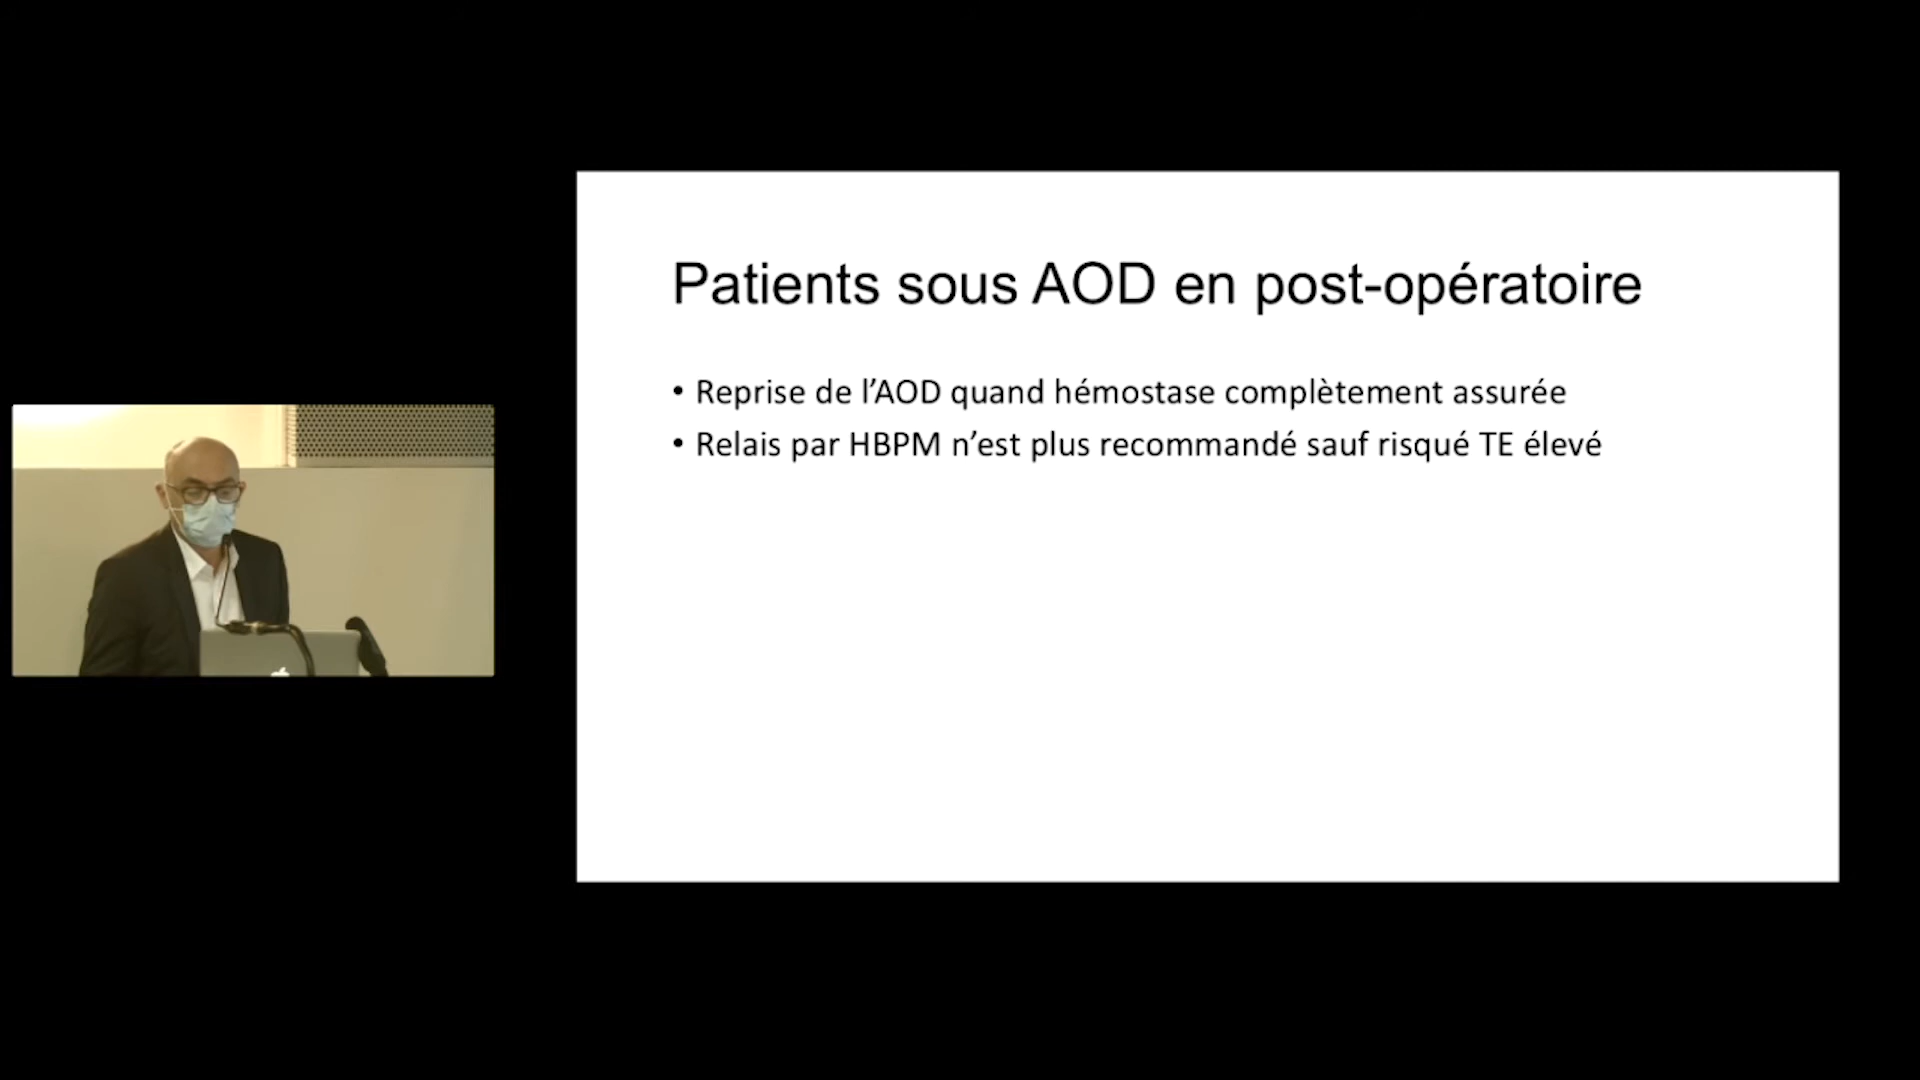 Patients sous AOD en post-opératoire
• Reprise de l’AOD quand hémostase complètement assurée
• Relais par HBPM n’est plus recommandé sauf risqué TE élevé